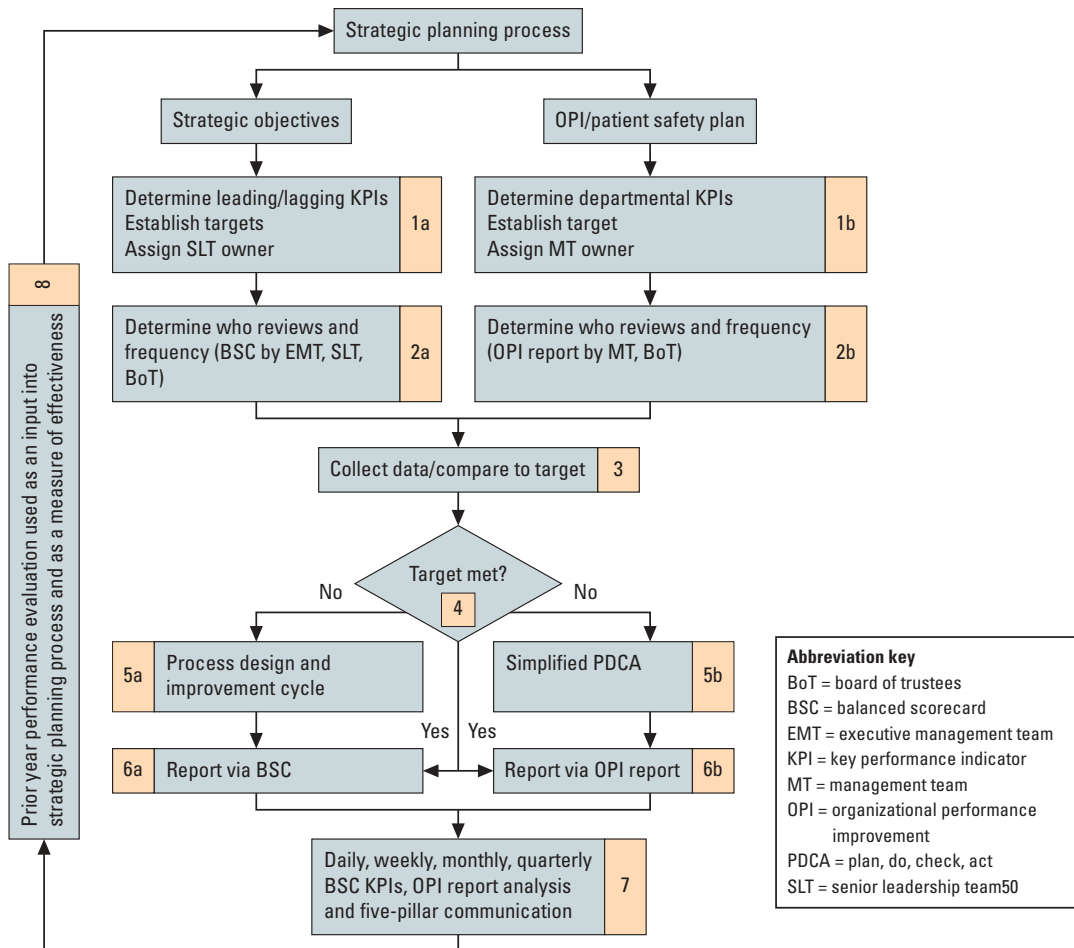 Strategic planning process
Strategic objectives
OPI/patient safety plan
Determine leading/lagging KPIs
Establish targets
Assign SLT owner
1a
Determine departmental KPIs
Establish target
Assign MT owner
1b
Determine who reviews and
frequency (BSC by EMT, SLT,
BoT)
2a
Determine who reviews and frequency
(OPI report by MT, BoT)
2b
Collect data/compare to target
3
Target met?
4
No
No
5a
Process design and
improvement cycle
Simplified PDCA
5b
Yes
Yes
6a
Report via BSC
Report via OPI report
6b
Daily, weekly, monthly, quarterly
BSC KPIs, OPI report analysis
and five-pillar communication
7
8
Prior year performance evaluation used as an input into
strategic planning process and as a measure of effectiveness
Abbreviation key
BoT = board of trustees
BSC = balanced scorecard
EMT = executive management team
KPI = key performance indicator
MT = management team
OPI = organizational performance
improvement
PDCA = plan, do, check, act
SLT = senior leadership team50